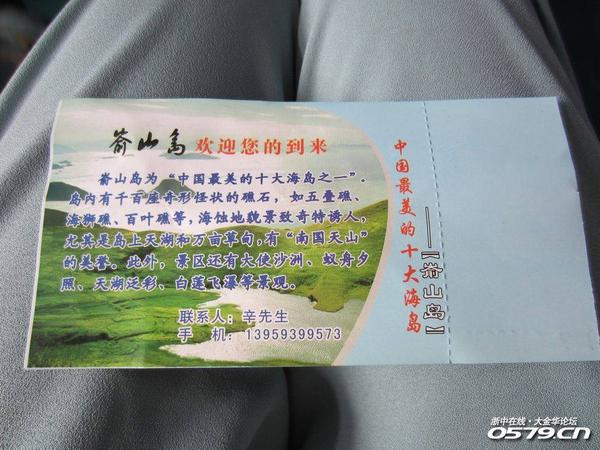 嵛山岛 欢迎您的到来
嵛山岛为“中国最美的十大海岛之一”。
岛内有千百座奇形怪状的礁石，如五叠礁、
海狮礁、百叶礁等，海蚀地貌景致奇特诱人，
尤其是岛上天湖和万亩草甸，有“南国天山”
的美誉。此外，景区还有大使沙洲、蚁舟夕
照、天湖泛彩、白莲飞瀑等景观。
联系人：辛先生
手 机：13959399573
中国最美的十大海岛
——【嵛山岛】
浙中在线·大金华论坛
0579.CN